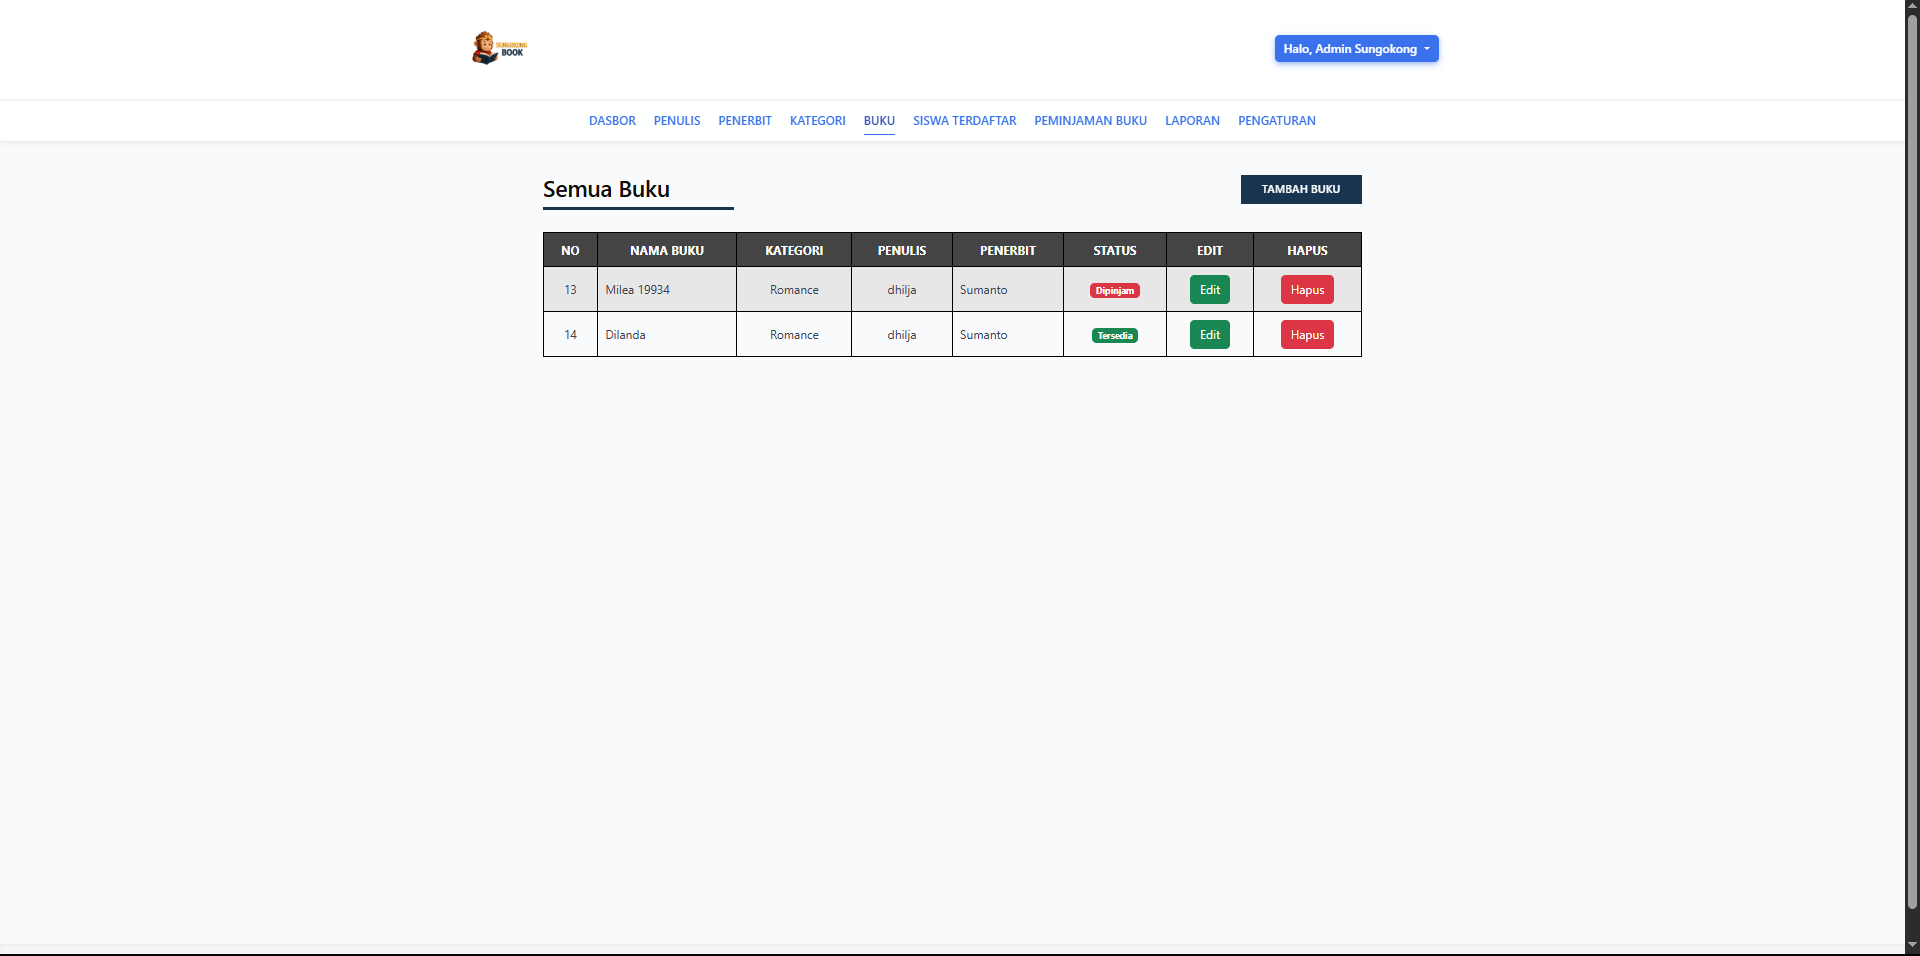 SUNGOKONG
BOOK
Halo, Admin Sungokong
DASBOR PENULIS PENERBIT KATEGORI BUKU SISWA TERDAFTAR PEMINJAMAN BUKU LAPORAN PENGATURAN
Semua Buku
TAMBAH BUKU
NO NAMA BUKU KATEGORI PENULIS PENERBIT STATUS EDIT HAPUS
13 Milea 19934 Romance dhilja Sumanto Dipinjam Edit Hapus
14 Dilanda Romance dhilja Sumanto Tersedia Edit Hapus